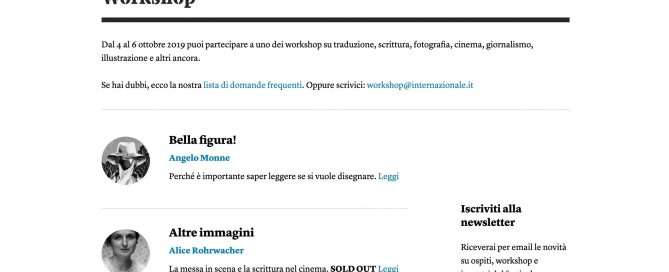 Workshop
Dal 4 al 6 ottobre 2019 puoi partecipare a uno dei workshop su traduzione, scrittura, fotografia, cinema, giornalismo,
illustrazione e altri ancora.
Se hai dubbi, ecco la nostra lista di domande frequenti. Oppure scrivici: workshop@internazionale.it
Bella figura!
Angelo Monne
Perché è importante saper leggere se si vuole disegnare. Leggi
Altre immagini
Alice Rohrwacher
La messa in scena e la scrittura nel cinema. SOLD OUT Leggi
Iscriviti alla
newsletter
Riceverai per email le novità
su ospiti, workshop e